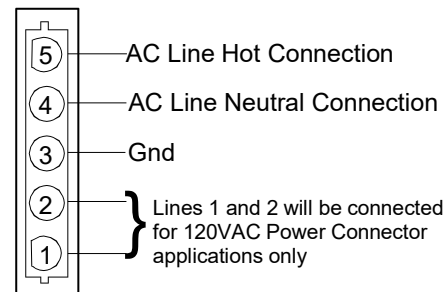 5 AC Line Hot Connection
4 AC Line Neutral Connection
3 Gnd
2
1
} Lines 1 and 2 will be connected
for 120VAC Power Connector
applications only